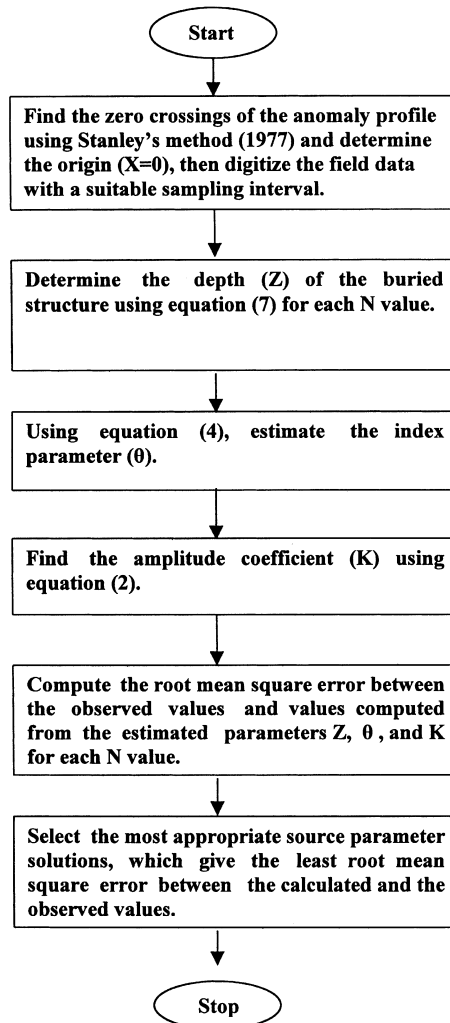 Start
Find the zero crossings of the anomaly profile
using Stanley's method (1977) and determine
the origin (X=0), then digitize the field data
with a suitable sampling interval.
Determine the depth (Z) of the buried
structure using equation (7) for each N value.
Using equation (4), estimate the index
parameter (θ).
Find the amplitude coefficient (K) using
equation (2).
Compute the root mean square error between
the observed values and values computed
from the estimated parameters Z, θ , and K
for each N value.
Select the most appropriate source parameter
solutions, which give the least root mean
square error between the calculated and the
observed values.
Stop